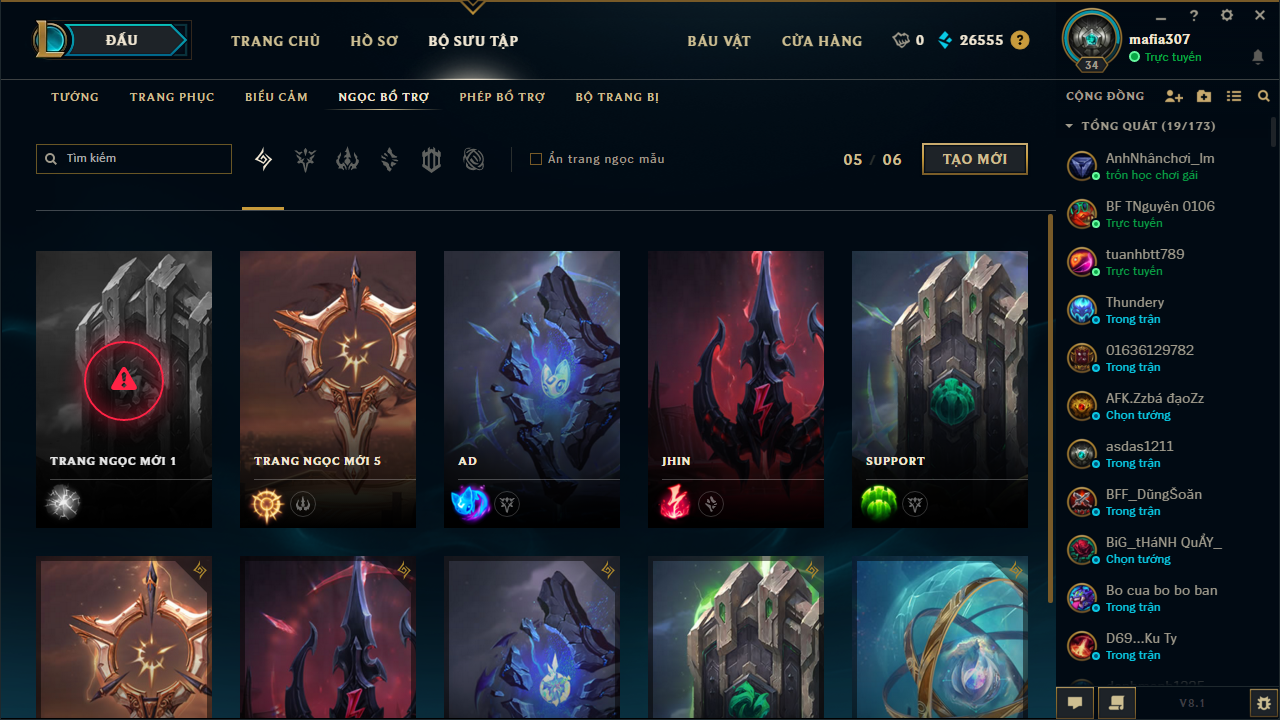 ĐẤU
TRANG CHỦ
HỒ SƠ
BỘ SƯU TẬP
BÁU VẬT
CỬA HÀNG
0
26555
?
34
mafia307
Trực tuyến
TƯỚNG
TRANG PHỤC
BIỂU CẢM
NGỌC BỔ TRỢ
PHÉP BỔ TRỢ
BỘ TRANG BỊ
Tìm kiếm
Ẩn trang ngọc mẫu
05 / 06
TẠO MỚI
TRANG NGỌC MỚI 1
TRANG NGỌC MỚI 5
AD
JHIN
SUPPORT
CỘNG ĐỒNG
TỔNG QUÁT (19/173)
AnhNhânchơi_lm
trốn học chơi gái
BF TNguyên 0106
Trực tuyến
tuanhbtt789
Trực tuyến
Thundery
Trong trận
01636129782
Trong trận
AFK.Zzbá đạoZz
Chọn tướng
asdas1211
Trong trận
BFF_DũngŠoăn
Trong trận
BiG_tHáNH QuẨY_
Chọn tướng
Bo cua bo bo ban
Trong trận
D69...Ku Ty
Trong trận
V8.1